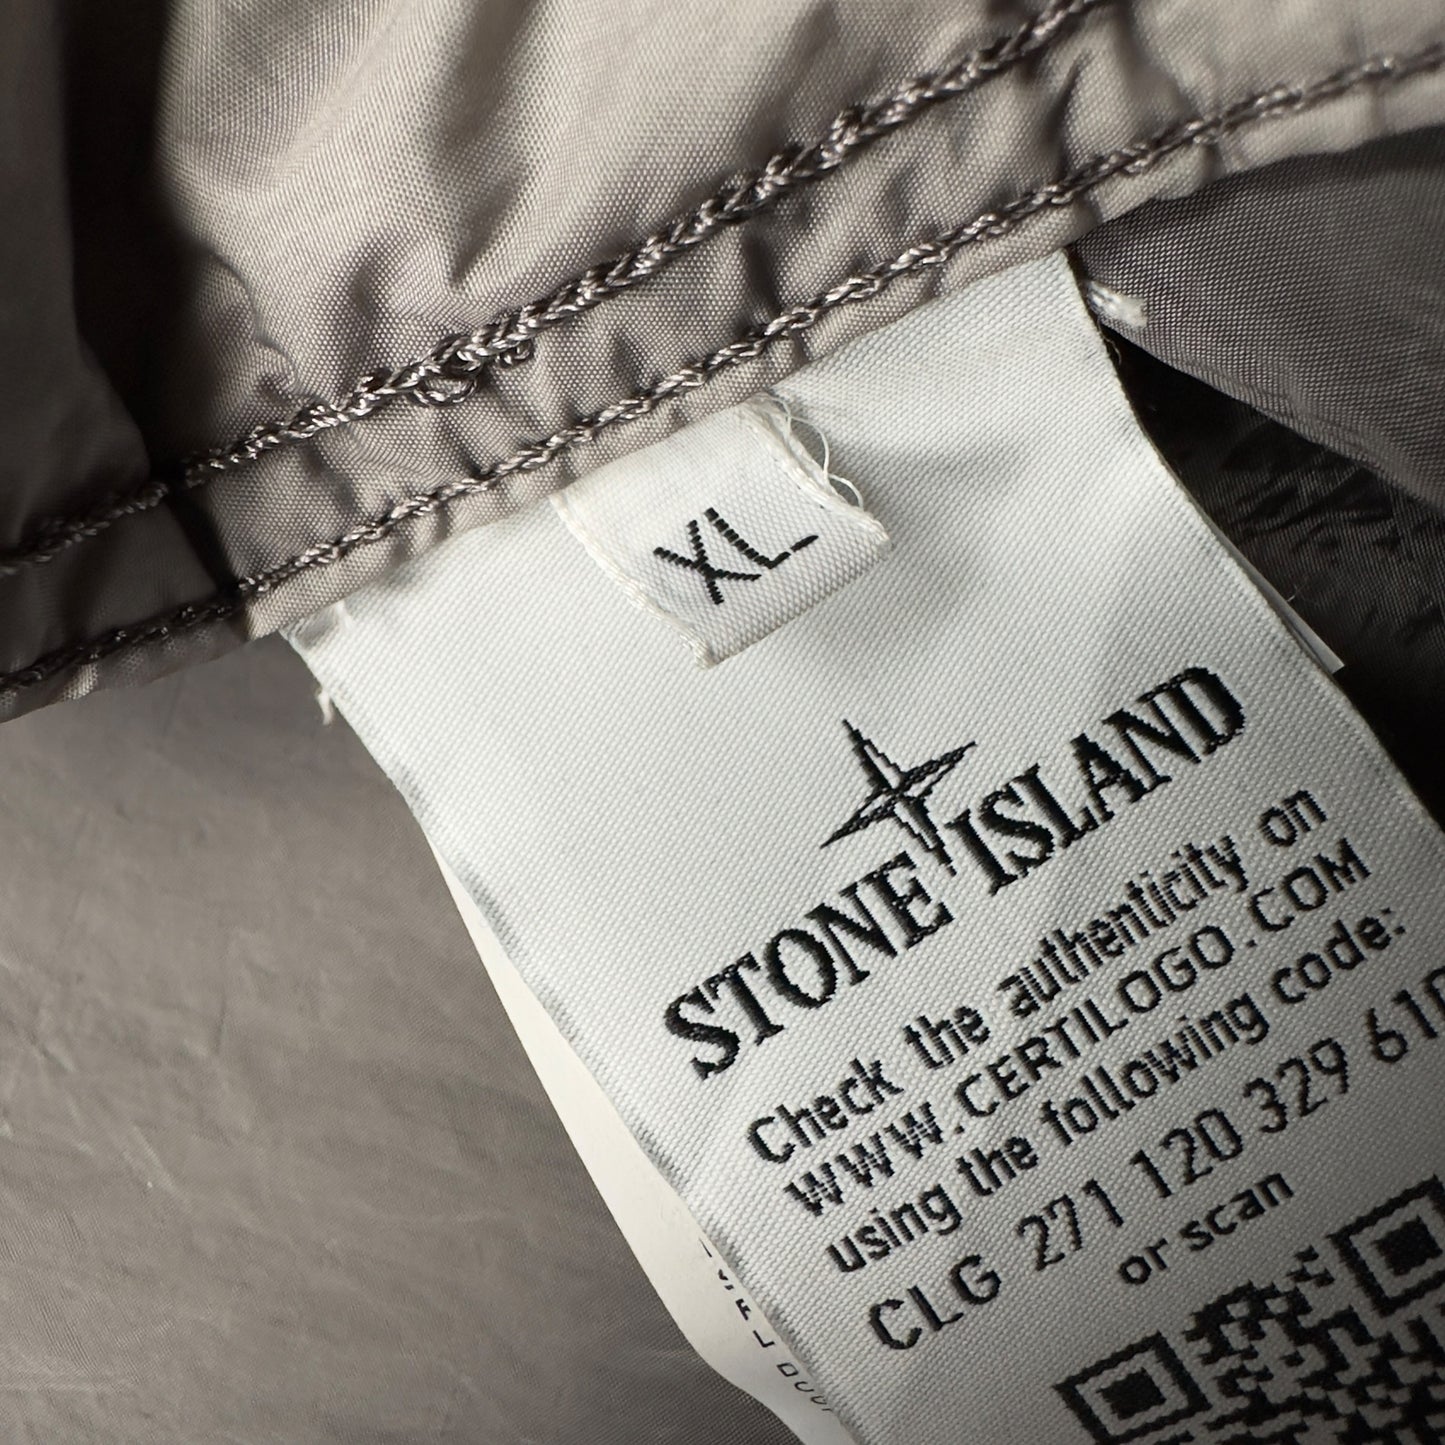 XL
STONE ISLAND
Check the authenticity on
WWW.CERTILOGO.COM
using the following code:
CLG 271 120 329 610
or scan